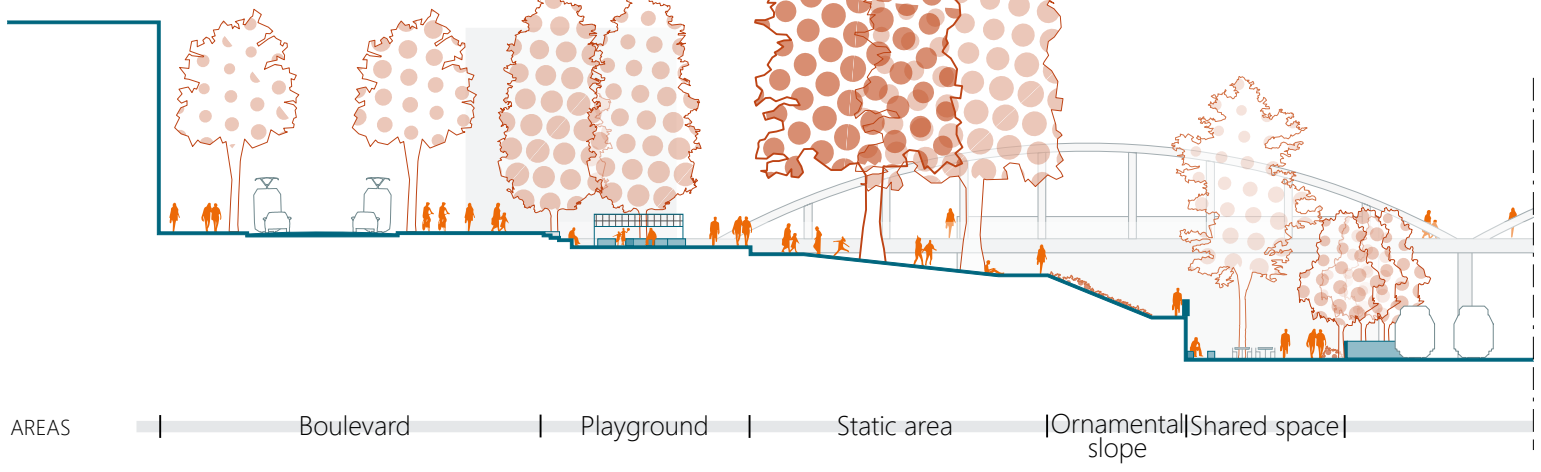 AREAS
Boulevard
Playground
Static area
Ornamental
slope
Shared space